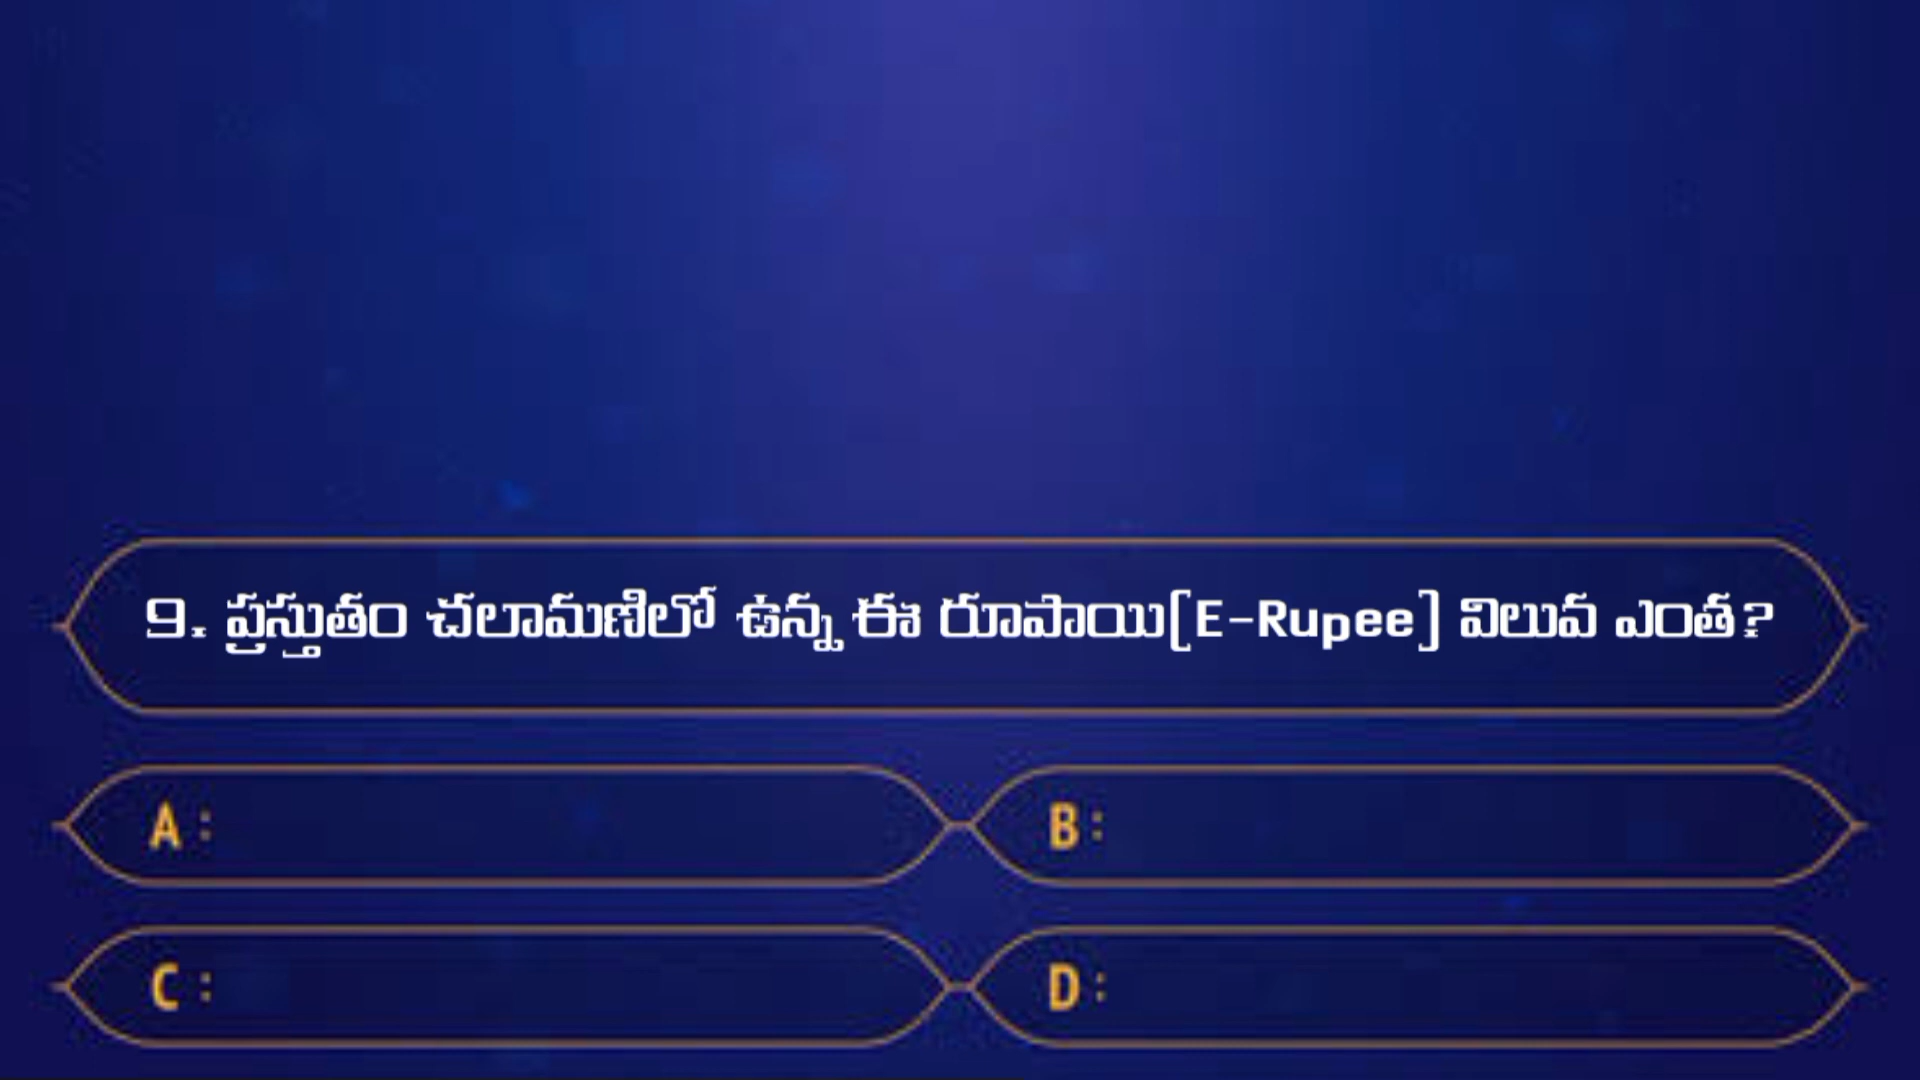 9. ప్రస్తుతం చలామణిలో ఉన్న ఈ రూపాయి[E-Rupee] విలువ ఎంత?
A :
B :
C :
D :